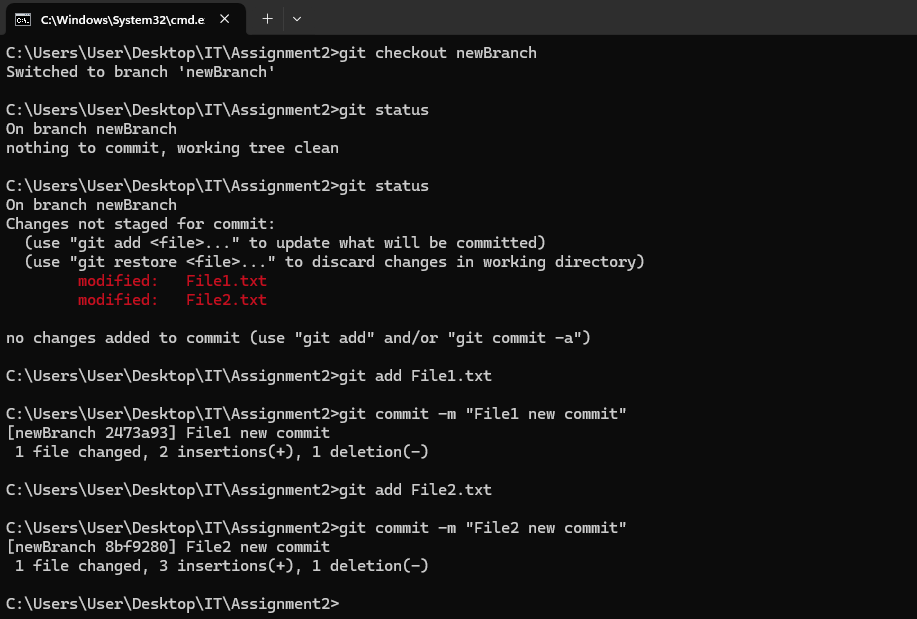 C:\Windows\System32\cmd.e
C:\Users\User\Desktop\IT\Assignment2>git checkout newBranch
Switched to branch 'newBranch'
C:\Users\User\Desktop\IT\Assignment2>git status
On branch newBranch
nothing to commit, working tree clean
C:\Users\User\Desktop\IT\Assignment2>git status
On branch newBranch
Changes not staged for commit:
  (use "git add <file>..." to update what will be committed)
  (use "git restore <file>..." to discard changes in working directory)
        modified:   File1.txt
        modified:   File2.txt
no changes added to commit (use "git add" and/or "git commit -a")
C:\Users\User\Desktop\IT\Assignment2>git add File1.txt
C:\Users\User\Desktop\IT\Assignment2>git commit -m "File1 new commit"
[newBranch 2473a93] File1 new commit
 1 file changed, 2 insertions(+), 1 deletion(-)
C:\Users\User\Desktop\IT\Assignment2>git add File2.txt
C:\Users\User\Desktop\IT\Assignment2>git commit -m "File2 new commit"
[newBranch 8bf9280] File2 new commit
 1 file changed, 3 insertions(+), 1 deletion(-)
C:\Users\User\Desktop\IT\Assignment2>